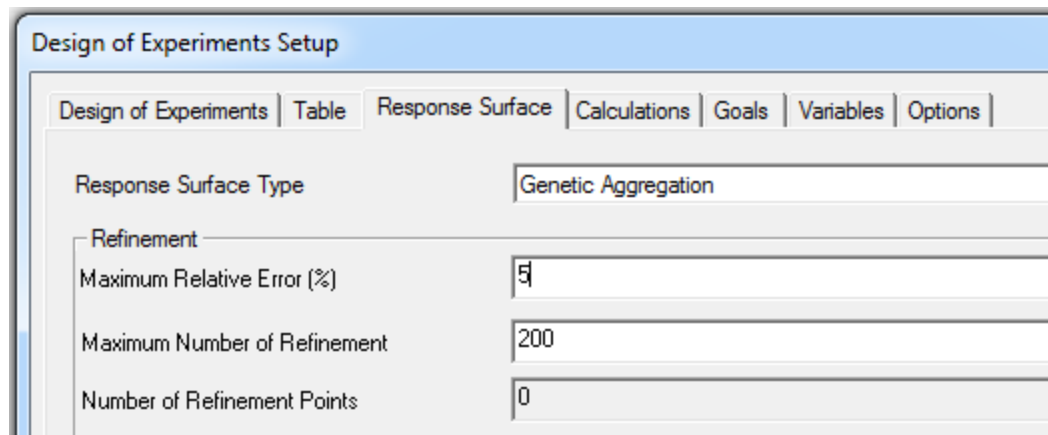 Design of Experiments Setup
Design of Experiments Table Response Surface Calculations Goals Variables Options
Response Surface Type Genetic Aggregation
Refinement
Maximum Relative Error (%) 5
Maximum Number of Refinement 200
Number of Refinement Points 0